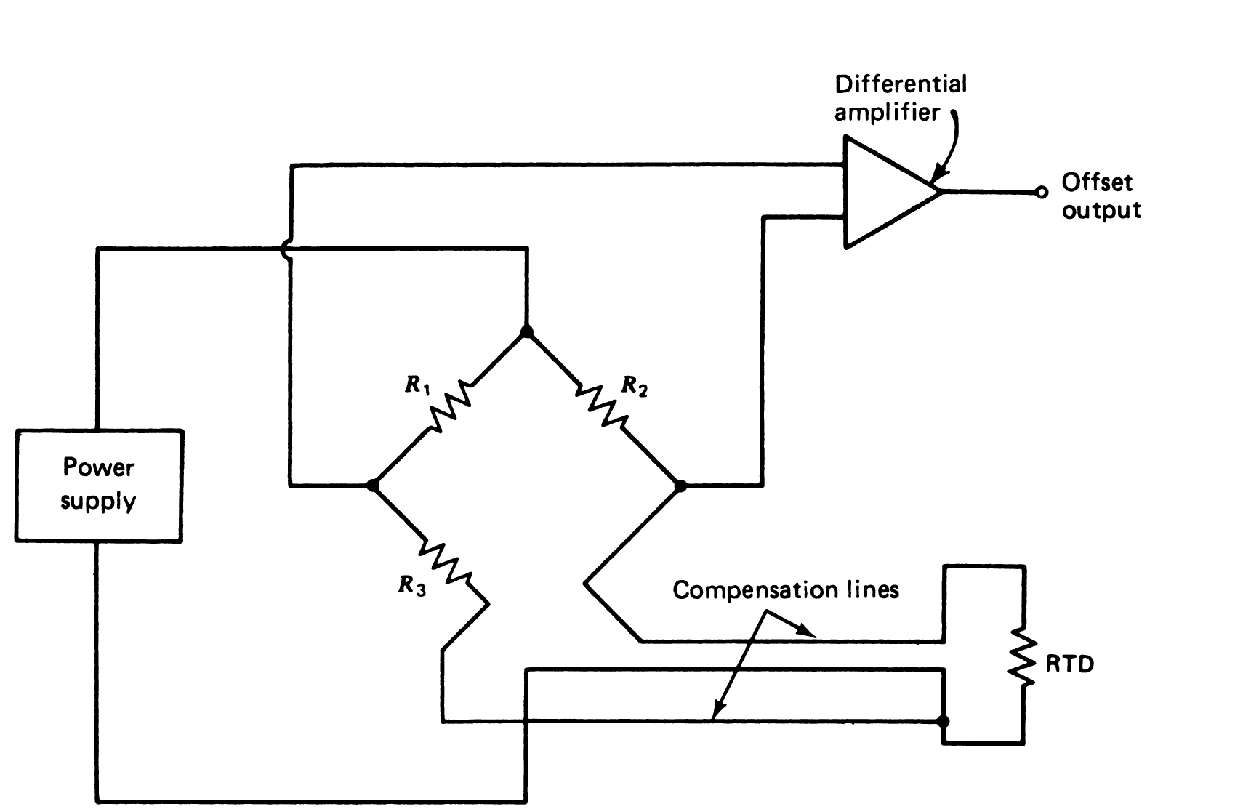 Differential
amplifier
Offset
output
R₁
R₂
Power
supply
R₃
Compensation lines
RTD